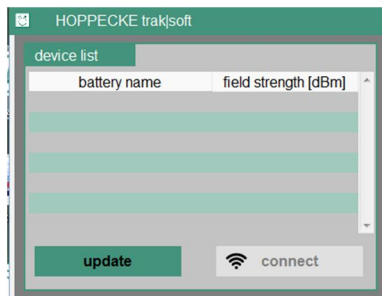 HOPPECKE trak|soft
device list
battery name field strength [dBm]
update connect